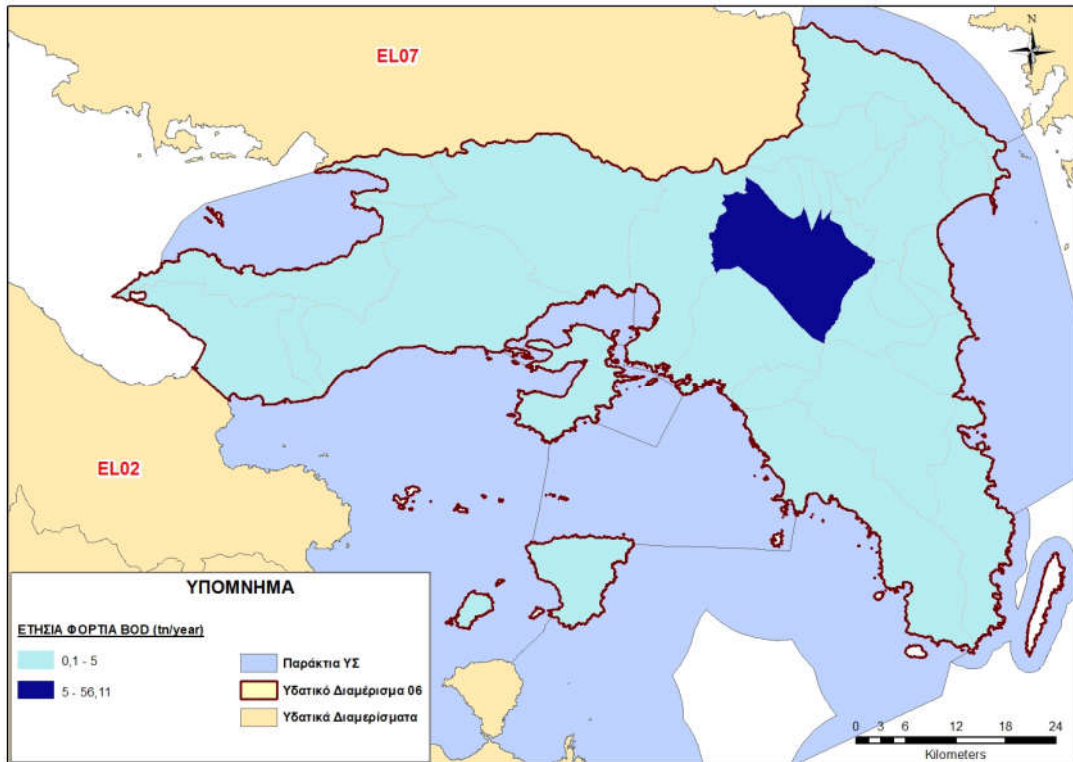 EL07
N
EL02
ΥΠΟΜΝΗΜΑ
ΕΤΗΣΙΑ ΦΟΡΤΙΑ BOD (tn/year)
0,1 - 5
5 - 56,11
Παράκτια ΥΣ
Υδατικό Διαμέρισμα 06
Υδατικά Διαμερίσματα
0 3 6 12 18 24
Kilometers